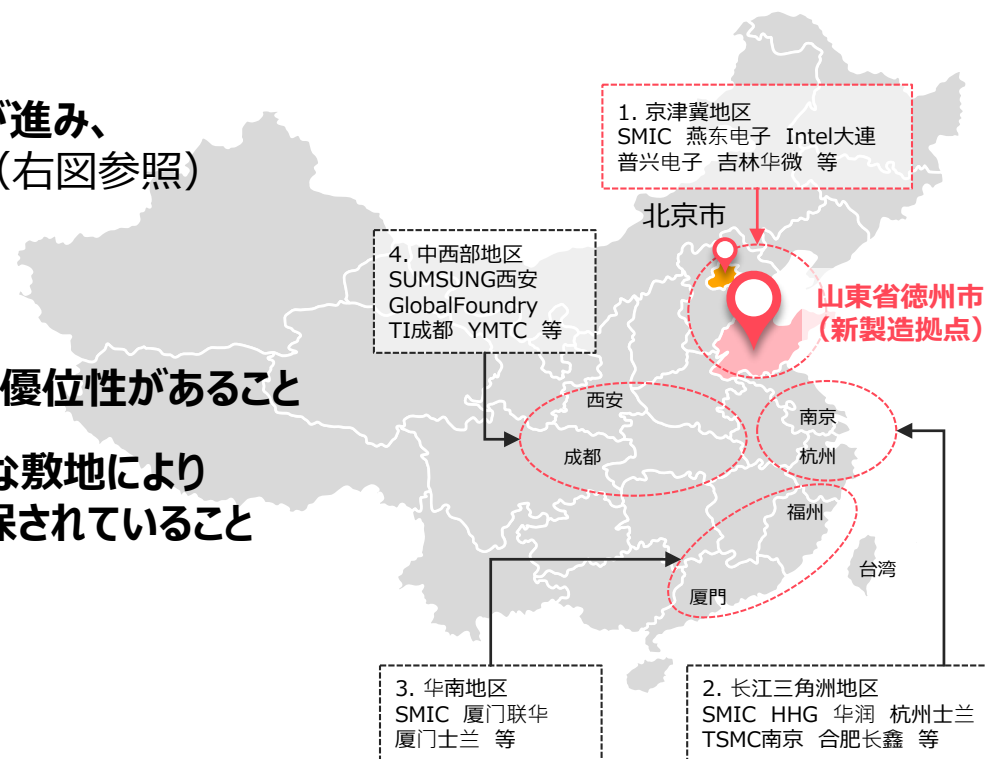 が進み、
（右図参照）
優位性があること
な敷地により
保されていること
1. 京津冀地区
SMIC 燕东电子 Intel大連
普兴电子 吉林华微 等
北京市
4. 中西部地区
SUMSUNG西安
GlobalFoundry
TI成都 YMTC 等
山東省徳州市
（新製造拠点）
西安
成都
南京
杭州
福州
台湾
厦門
3. 华南地区
SMIC 厦门联华
厦门士兰 等
2. 长江三角洲地区
SMIC HHG 华润 杭州士兰
TSMC南京 合肥长鑫 等